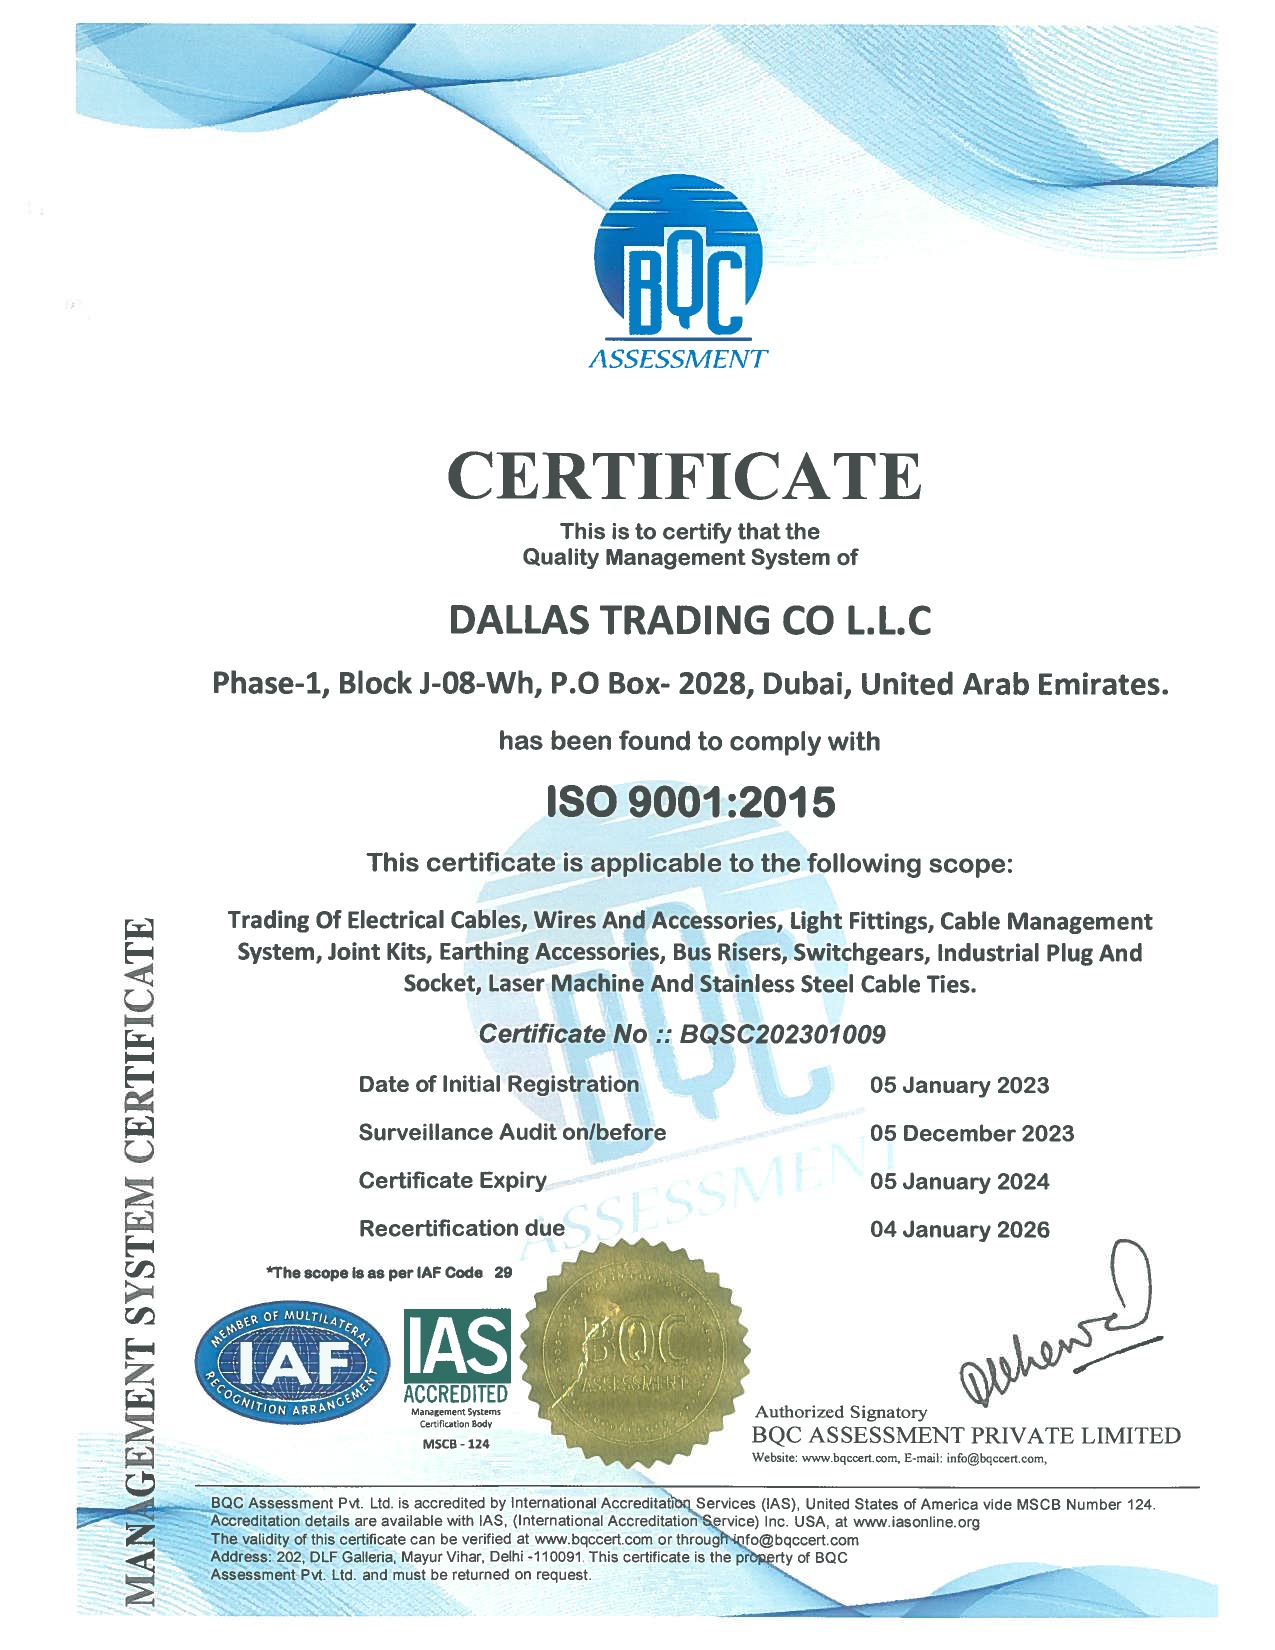 BQC
ASSESSMENT
CERTIFICATE
This is to certify that the
Quality Management System of
DALLAS TRADING CO L.L.C
Phase-1, Block J-08-Wh, P.O Box- 2028, Dubai, United Arab Emirates.
has been found to comply with
ISO 9001:2015
This certificate is applicable to the following scope:
Trading Of Electrical Cables, Wires And Accessories, Light Fittings, Cable Management
System, Joint Kits, Earthing Accessories, Bus Risers, Switchgears, Industrial Plug And
Socket, Laser Machine And Stainless Steel Cable Ties.
Certificate No :: BQSC202301009
Date of Initial Registration 05 January 2023
Surveillance Audit on/before 05 December 2023
Certificate Expiry 05 January 2024
Recertification due 04 January 2026
*The scope is as per IAF Code 29
MANAGEMENT SYSTEM CERTIFICATE
BQC
ASSESSMENT
MEMBER OF MULTILATERAL
IAF
RECOGNITION ARRANGEMENT
IAS
ACCREDITED
Management Systems
Certification Body
MSCB - 124
BQC
ASSESSMENT
Authorized Signatory
BQC ASSESSMENT PRIVATE LIMITED
Website: www.bqccert.com, E-mail: info@bqccert.com,
BQC Assessment Pvt. Ltd. is accredited by International Accreditation Services (IAS), United States of America vide MSCB Number 124.
Accreditation details are available with IAS, (International Accreditation Service) Inc. USA, at www.iasonline.org
The validity of this certificate can be verified at www.bqccert.com or through info@bqccert.com
Address: 202, DLF Galleria, Mayur Vihar, Delhi -110091. This certificate is the property of BQC
Assessment Pvt. Ltd. and must be returned on request.